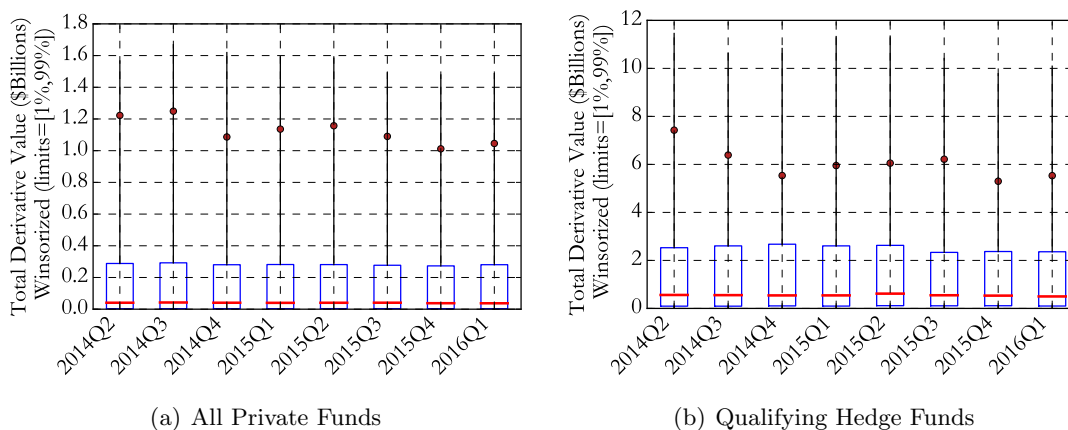 Total Derivative Value ($Billions)
Winsorized (limits=[1%,99%])
1.8
1.6
1.4
1.2
1.0
0.8
0.6
0.4
0.2
0.0
2014Q2
2014Q3
2014Q4
2015Q1
2015Q2
2015Q3
2015Q4
2016Q1
(a) All Private Funds
Total Derivative Value ($Billions)
Winsorized (limits=[1%,99%])
12
10
8
6
4
2
0
2014Q2
2014Q3
2014Q4
2015Q1
2015Q2
2015Q3
2015Q4
2016Q1
(b) Qualifying Hedge Funds